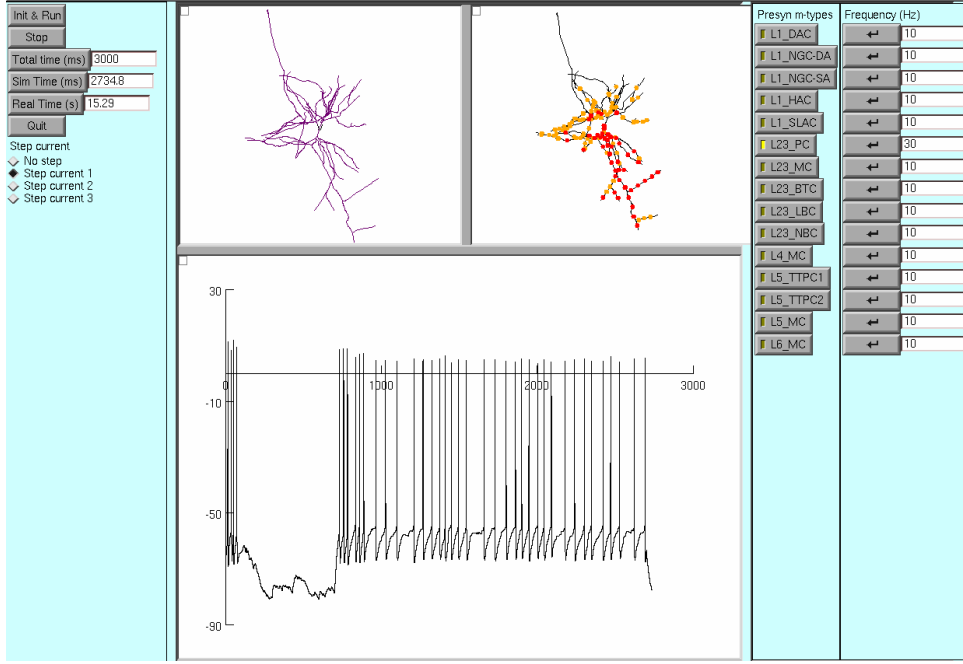 Init & Run
Stop
Total time (ms) 3000
Sim Time (ms) 2734.8
Real Time (s) 15.29
Quit
Step current
No step
Step current 1
Step current 2
Step current 3
30
0 1000 2000 3000
-10
-50
-90
Presyn m-types Frequency (Hz)
L1_DAC 10
L1_NGC-DA 10
L1_NGC-SA 10
L1_HAC 10
L1_SLAC 10
L23_PC 30
L23_MC 10
L23_BTC 10
L23_LBC 10
L23_NBC 10
L4_MC 10
L5_TTPC1 10
L5_TTPC2 10
L5_MC 10
L6_MC 10